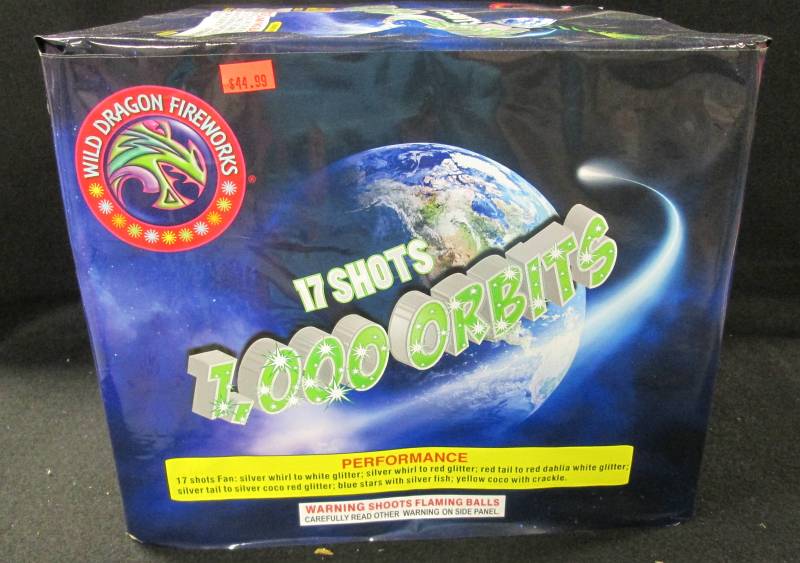 $44.99
WILD DRAGON FIREWORKS
®
17 SHOTS
1,000 ORBITS
PERFORMANCE
17 shots Fan: silver whirl to white glitter; silver whirl to red glitter; red tail to red dahlia white glitter;
silver tail to silver coco red glitter; blue stars with silver fish; yellow coco with crackle.
WARNING SHOOTS FLAMING BALLS
CAREFULLY READ OTHER WARNING ON SIDE PANEL.